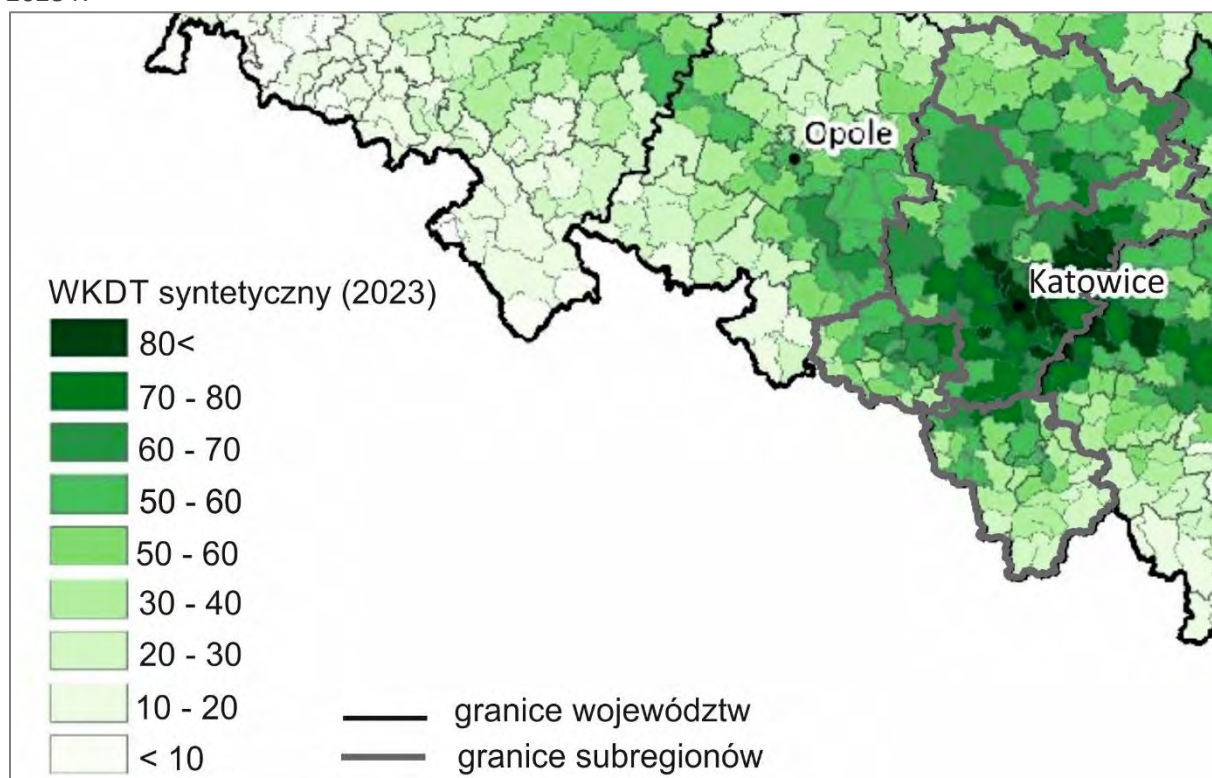 Opole
Katowice
WKDT syntetyczny (2023)
80<
70 - 80
60 - 70
50 - 60
50 - 60
30 - 40
20 - 30
10 - 20
< 10
granice województw
granice subregionów